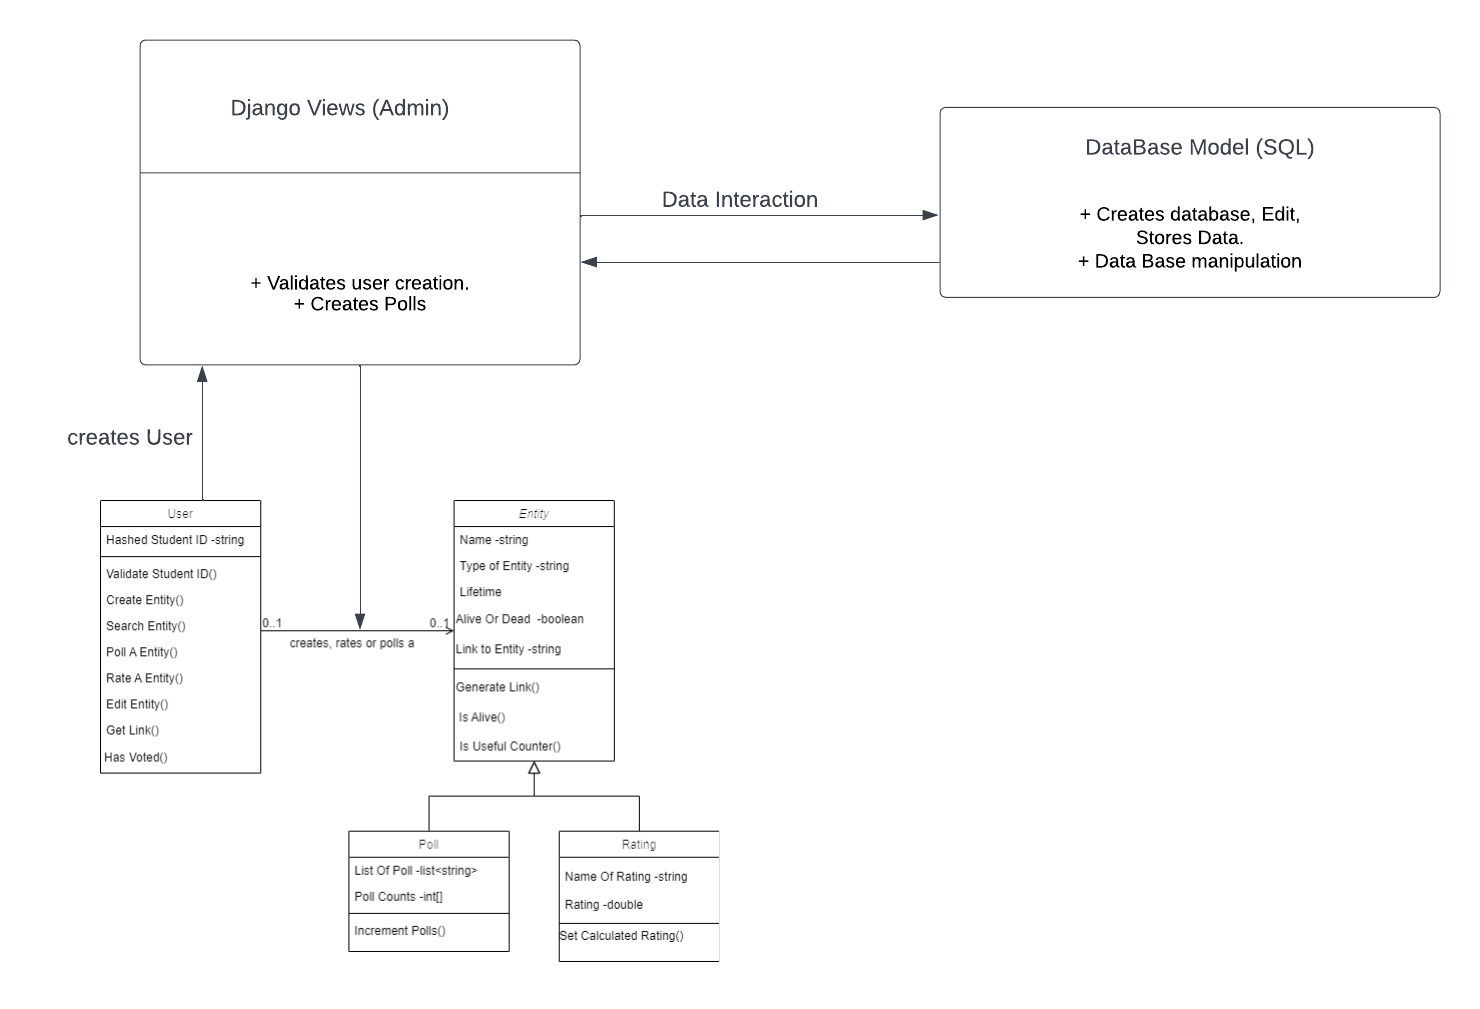 Django Views (Admin)
+ Validates user creation.
+ Creates Polls
Data Interaction
DataBase Model (SQL)
+ Creates database, Edit,
Stores Data.
+ Data Base manipulation
creates User
User
Hashed Student ID -string
Validate Student ID()
Create Entity()
Search Entity()
Poll A Entity()
Rate A Entity()
Edit Entity()
Get Link()
Has Voted()
0..1
0..1
creates, rates or polls a
Entity
Name -string
Type of Entity -string
Lifetime
Alive Or Dead -boolean
Link to Entity -string
Generate Link()
Is Alive()
Is Useful Counter()
Poll
List Of Poll -list<string>
Poll Counts -int[]
Increment Polls()
Rating
Name Of Rating -string
Rating -double
Set Calculated Rating()